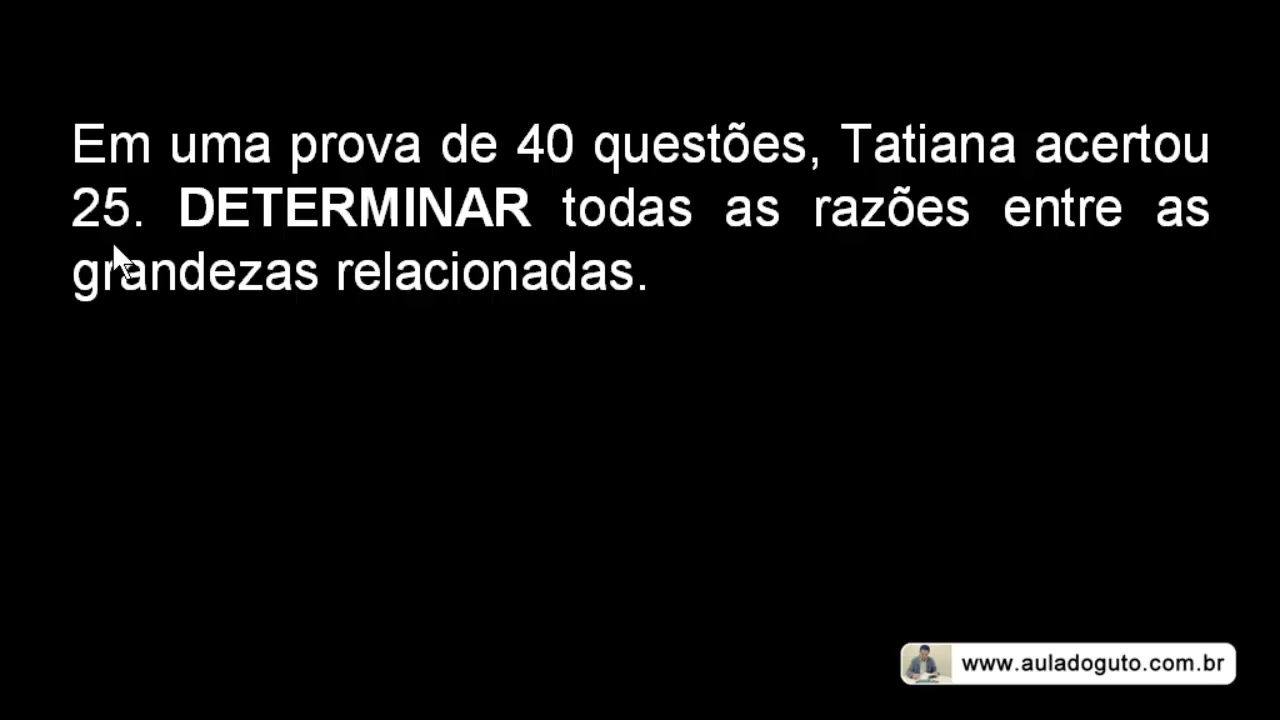 Em uma prova de 40 questões, Tatiana acertou
25. DETERMINAR todas as razões entre as
grandezas relacionadas.
www.auladoguto.com.br